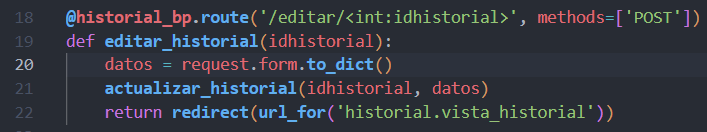 18 @historial_bp.route('/editar/<int:idhistorial>', methods=['POST'])
19 def editar_historial(idhistorial):
20     datos = request.form.to_dict()
21     actualizar_historial(idhistorial, datos)
22     return redirect(url_for('historial.vista_historial'))